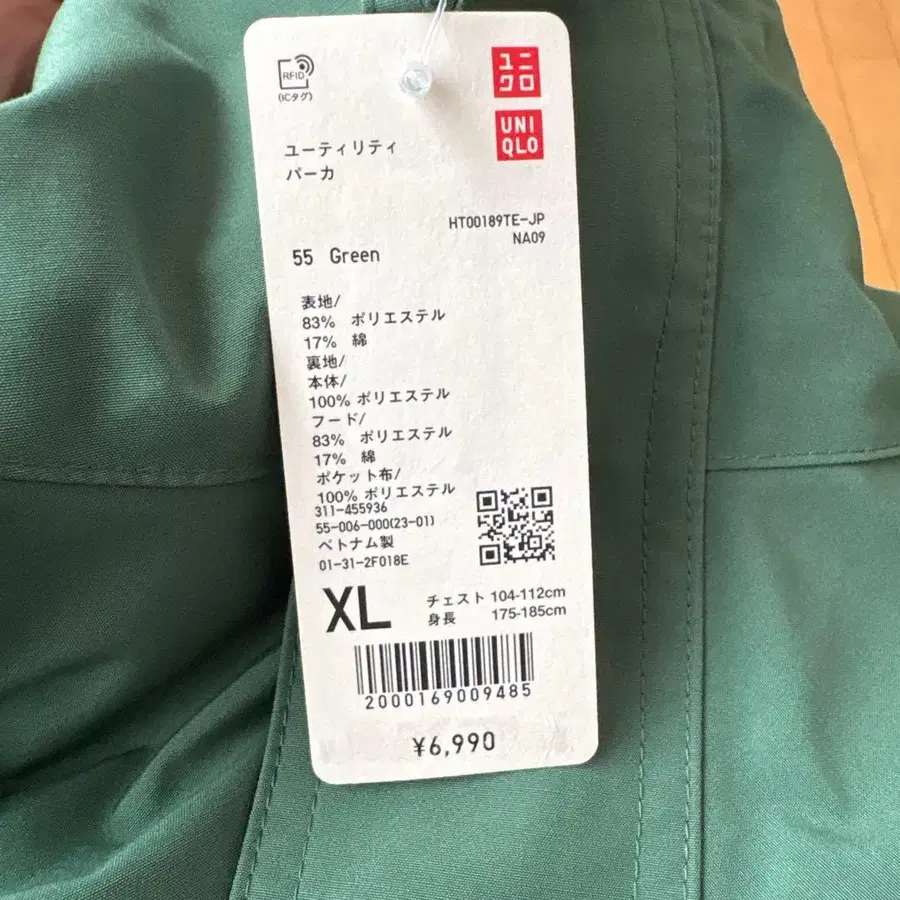 RFID
(ICタグ)
ユニ
クロ
UNI
QLO
ユーティリティ
パーカ
HT00189TE-JP
NA09
55 Green
表地/
83% ポリエステル
17% 綿
裏地/
本体/
100% ポリエステル
フード/
83% ポリエステル
17% 綿
ポケット布/
100% ポリエステル
311-455936
55-006-000(23-01)
ベトナム製
01-31-2F018E
XL
チェスト 104-112cm
身長 175-185cm
2000169009485
¥6,990